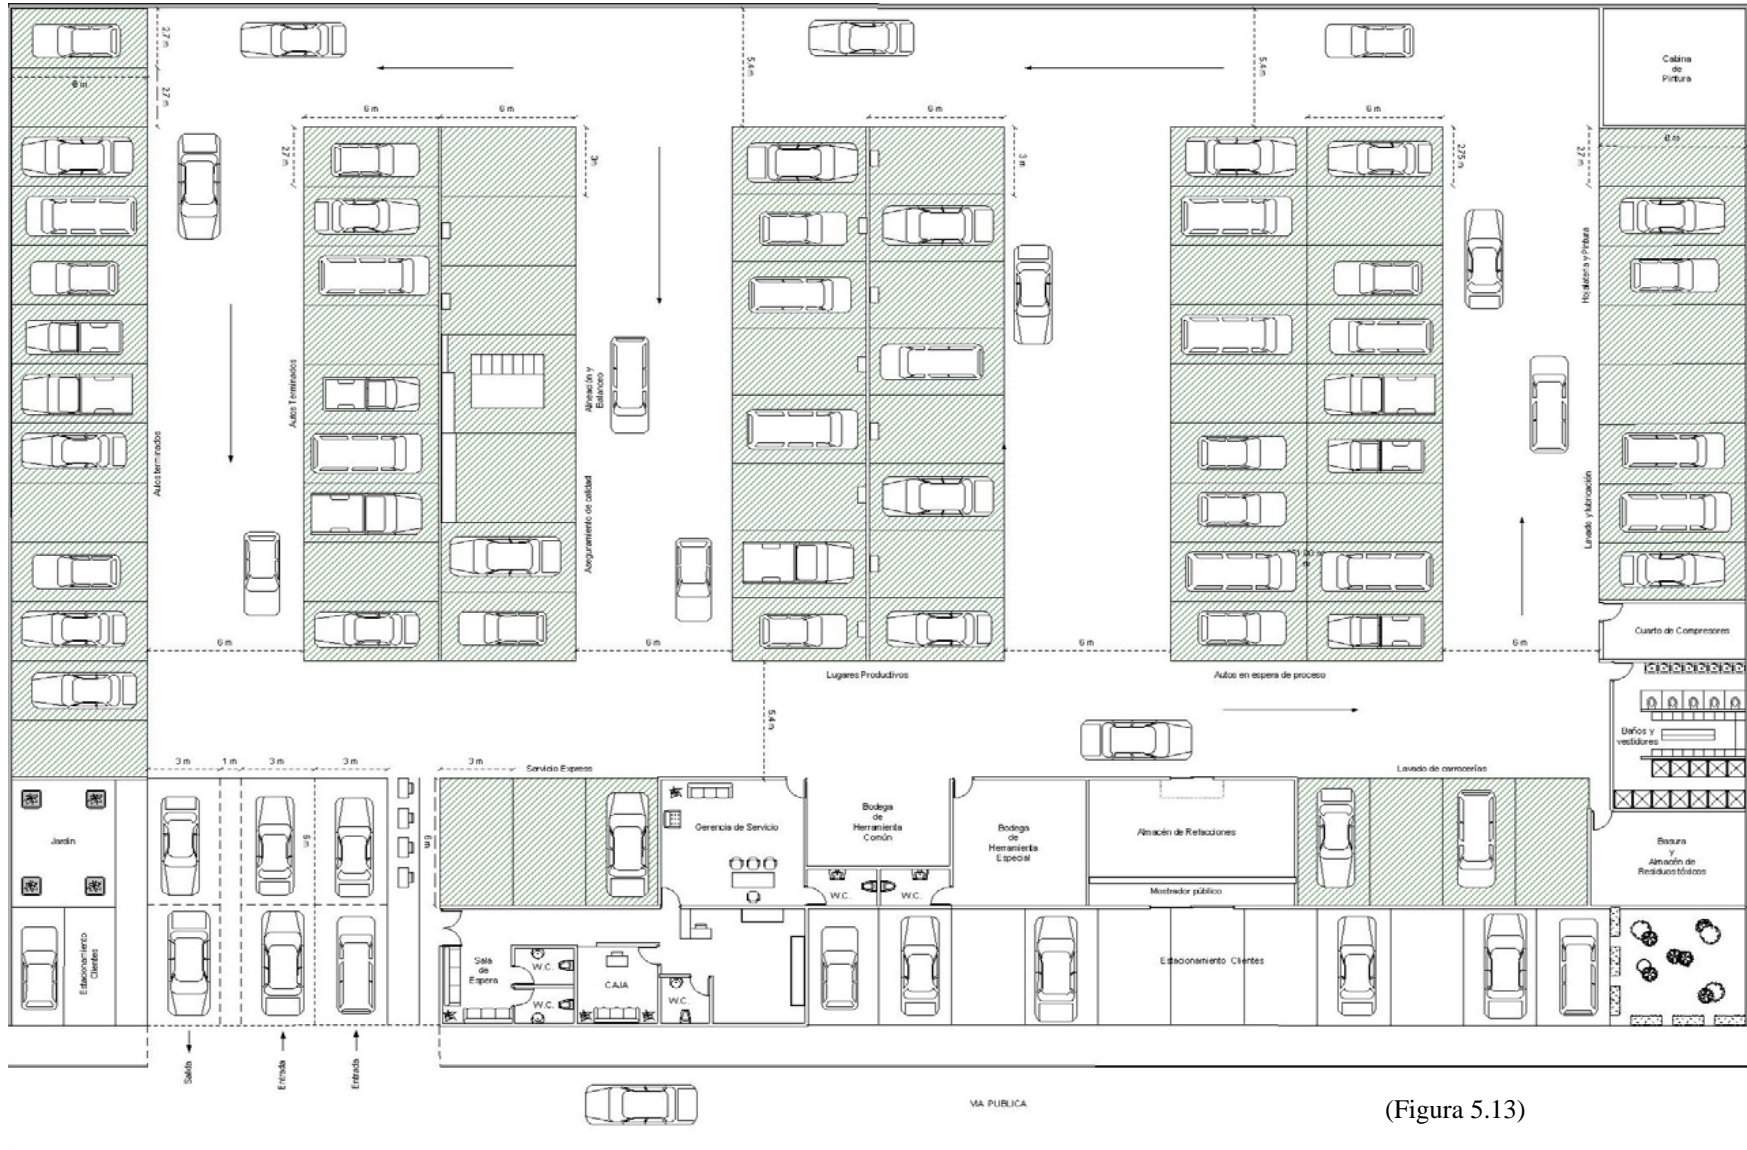 2.7 m
5.4 m
5.4 m
Cabina
de
Pintura
6 m
2.7 m
6 m
6 m
6 m
6 m
6 m
2.7 m
3m
3 m
2.75 m
2.7 m
Hojalateria y Pintura
Autos Terminados
Alineación y
Balanceo
Autos terminados
Aseguramiento de calidad
Lavado y lubricación
m
Cuarto de Compresores
6 m
6 m
6 m
6 m
Lugares Productivos
Autos en espera de proceso
5.4 m
Baños y
vestidores
3 m
1 m
3 m
3 m
3 m
Servicio Express
Lavado de carrocerías
Jardin
6 m
6 m
Gerencia de Servicio
Bodega
de
Herramienta
Común
Bodega
de
Herramienta
Especial
Almacén de Refacciones
Basura
y
Almacén de
Residuos tóxicos
Mostrador público
W.C.
W.C.
Estacionamiento
Clientes
Sala
de
Espera
W.C.
W.C.
CAJA
W.C.
Estacionamiento Clientes
Salida
Entrada
Entrada
VIA PUBLICA
(Figura 5.13)